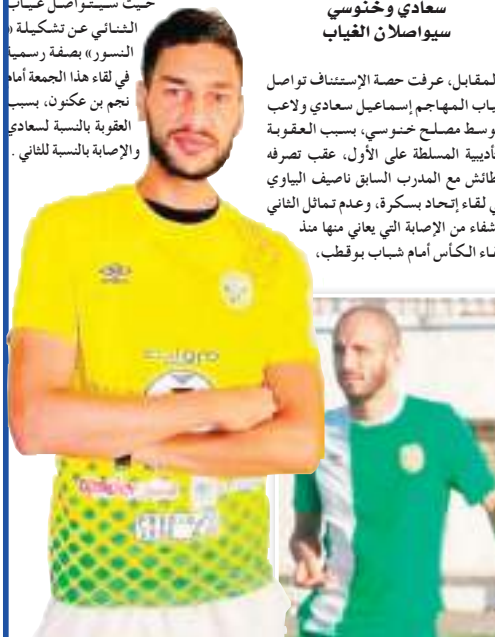 سعادي وخنوسي
سيواصلان الغياب
لمقابل، عرفت حصة الإستئناف تواصل
ياب المهاجم إسماعيل سعادي ولاعب
وسط مصلح خنوسي، بسبب العقوبة
أديبية المسلطة على الأول، عقب تصرفه
طائش مع المدرب السابق ناصيف البياوي
ي لقاء إتحاد بسكرة، وعدم تماثل الثاني
شفاء من الإصابة التي يعاني منها منذ
قاء الكأس أمام شباب بوقطب،
حيث سيتواصل غياب
الثنائي عن تشكيلة «
النسور» بصفة رسمية
في لقاء هذا الجمعة أمام
نجم بن عكنون، بسبب
العقوبة بالنسبة لسعادي
والإصابة بالنسبة للثاني .